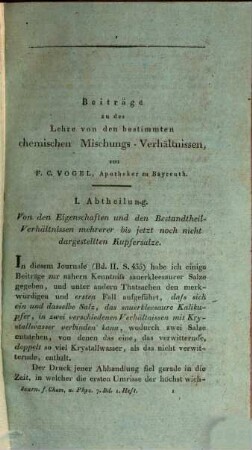 Beiträge
zu der
Lehre von den bestimmten
chemischen Mischungs-Verhältnissen,
von
F. C. VOGEL, Apotheker zu Bayreuth.
I. Abtheilung.
Von den Eigenschaften und den Bestandtheil-
Verhältnissen mehrerer bis jetzt noch nicht
dargestellten Kupfersalze.
In diesem Journale (Bd. II. S. 435) habe ich einige
Beiträge zur nähern Kenntniſs sauerkleesaurer Salze
gegeben, und unter andern Thatsachen den merk-
würdigen und ersten Fall aufgeführt, daſs sich
ein und dasselbe Salz, das sauerkleesaure Kaliku-
pfer, in zwei verschiedenen Verhältnissen mit Kry-
stallwasser verbinden kann, wodurch zwei Salze
entstehen, von denen das eine, das verwitternde,
doppelt so viel Krystallwasser, als das nicht verwit-
ternde, enthält.
Der Druck jener Abhandlung fiel gerade in die
Zeit, in welcher die ersten Umrisse der höchst wich-
Journ. f. Chem. u. Phys. 7. Bd. 1. Heft. 1